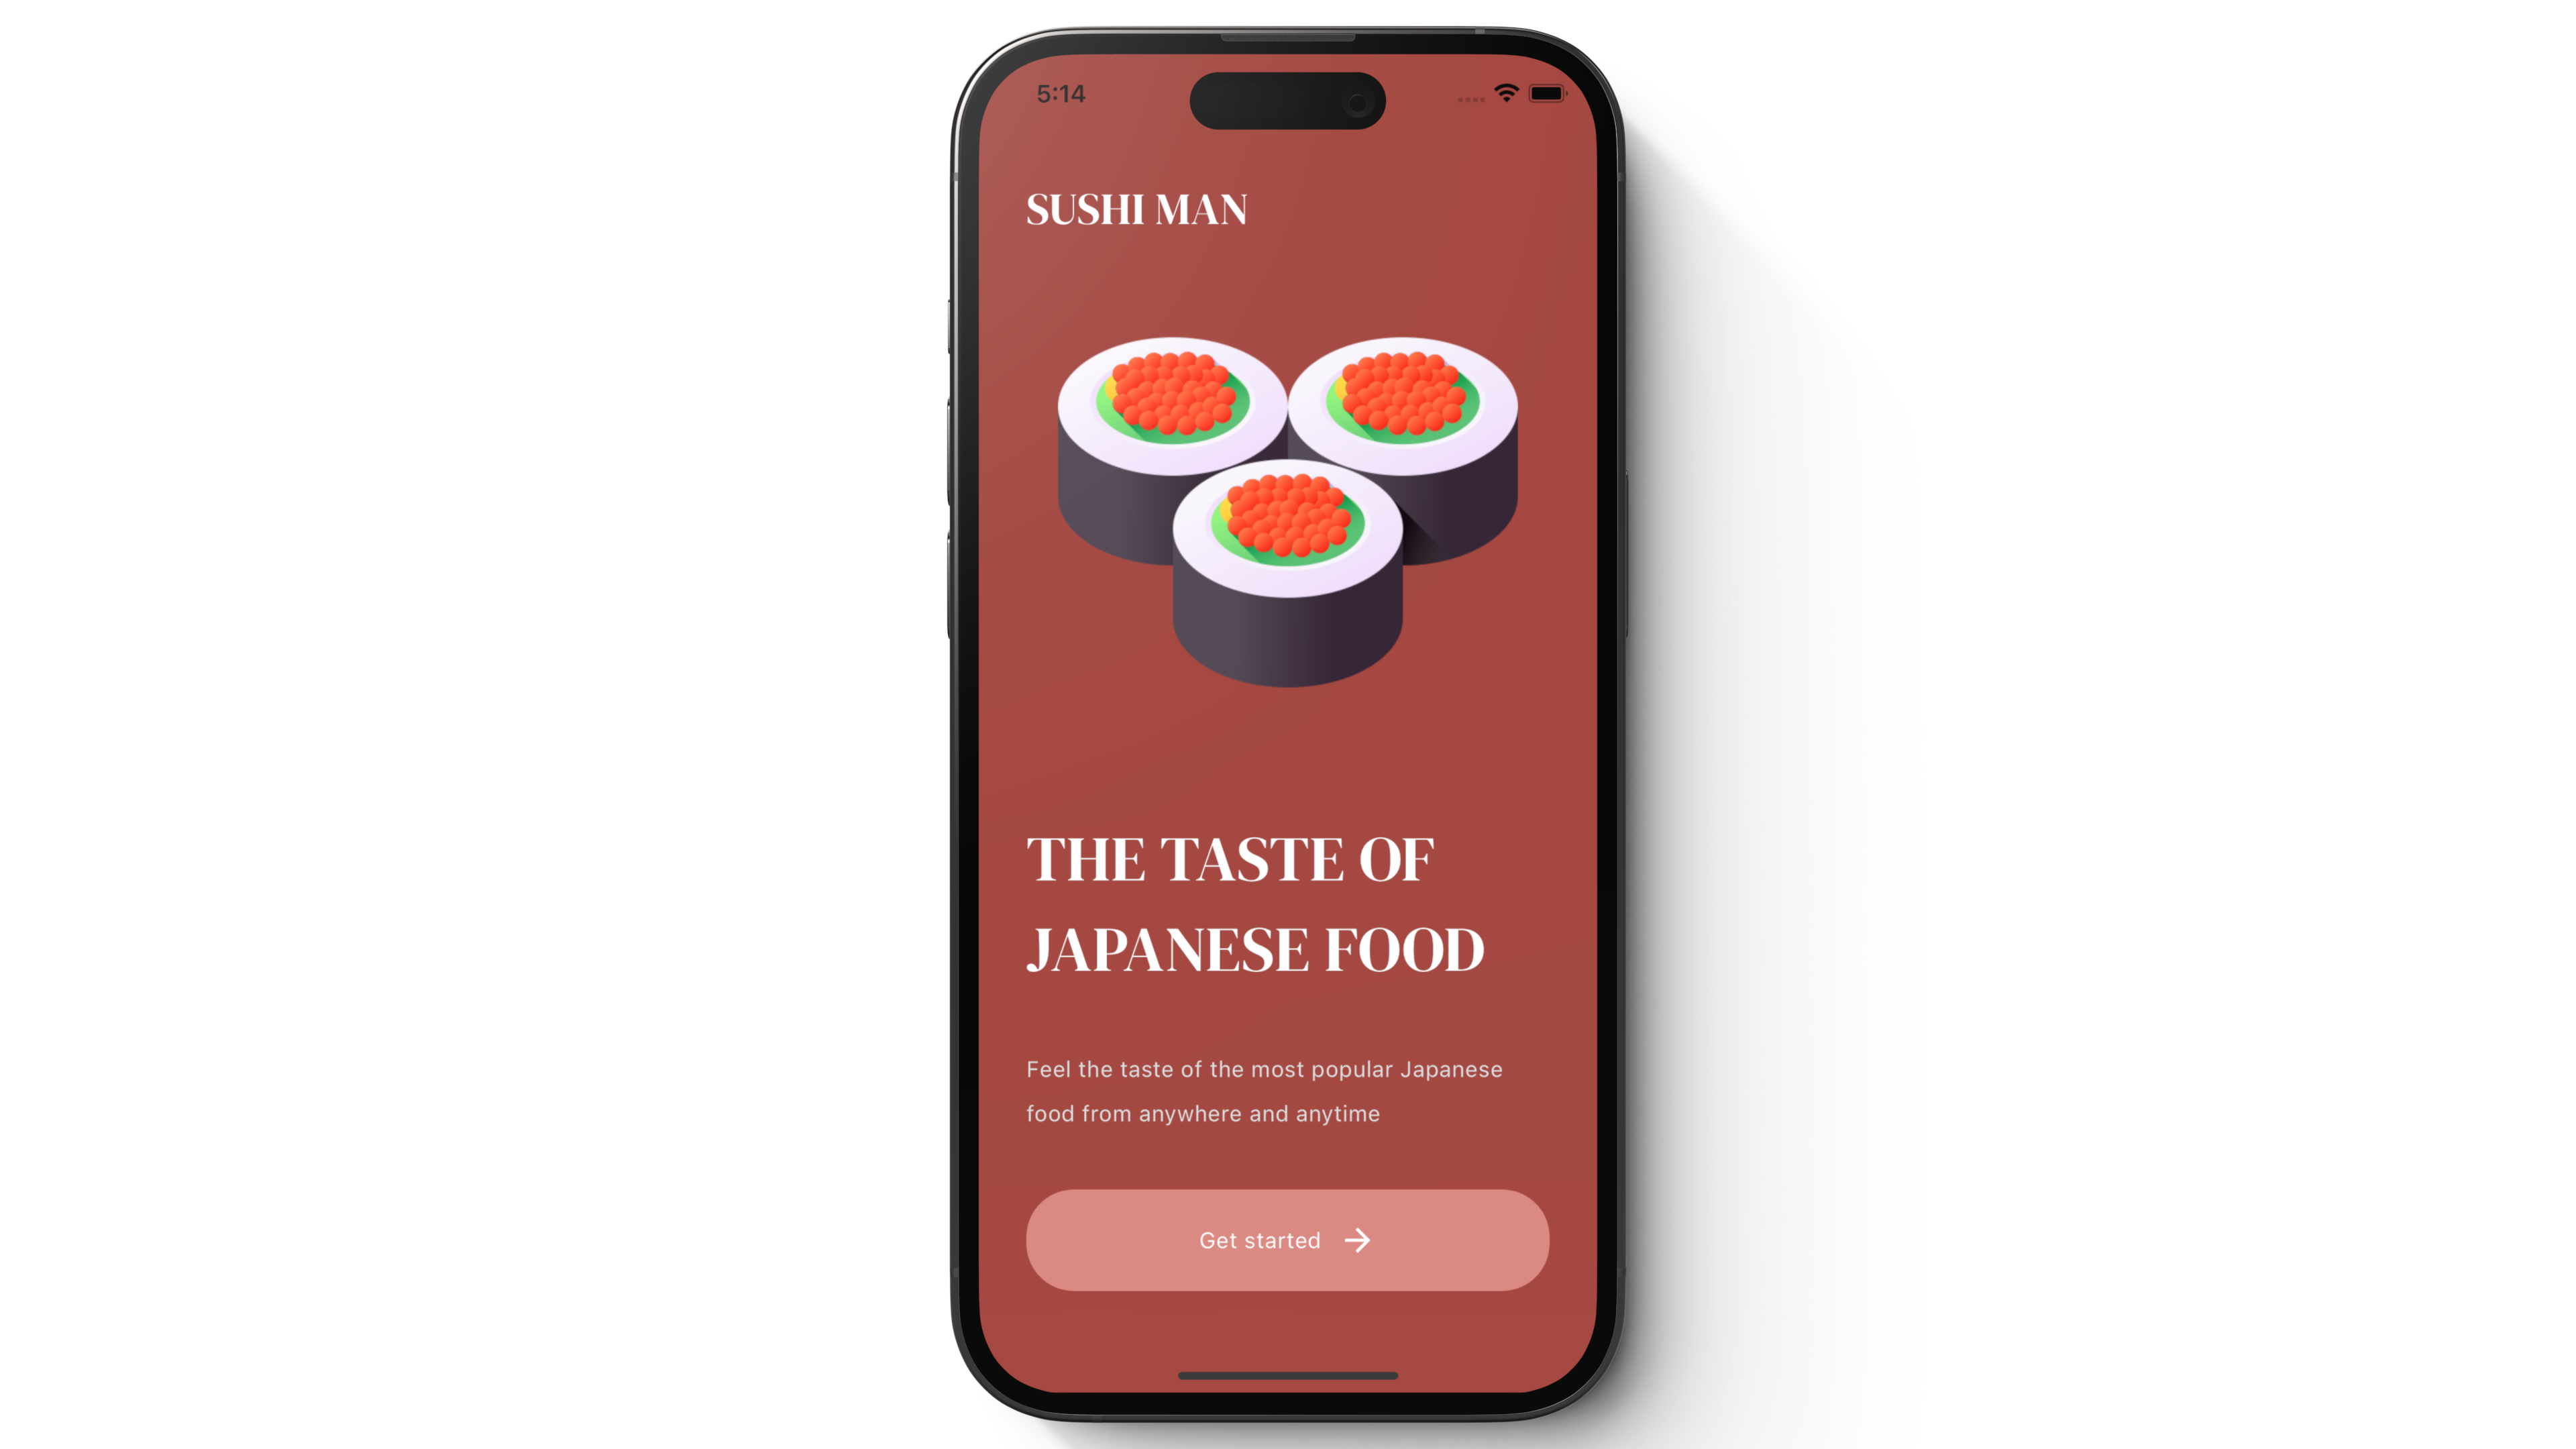 5:14
SUSHI MAN
THE TASTE OF
JAPANESE FOOD
Feel the taste of the most popular Japanese
food from anywhere and anytime
Get started